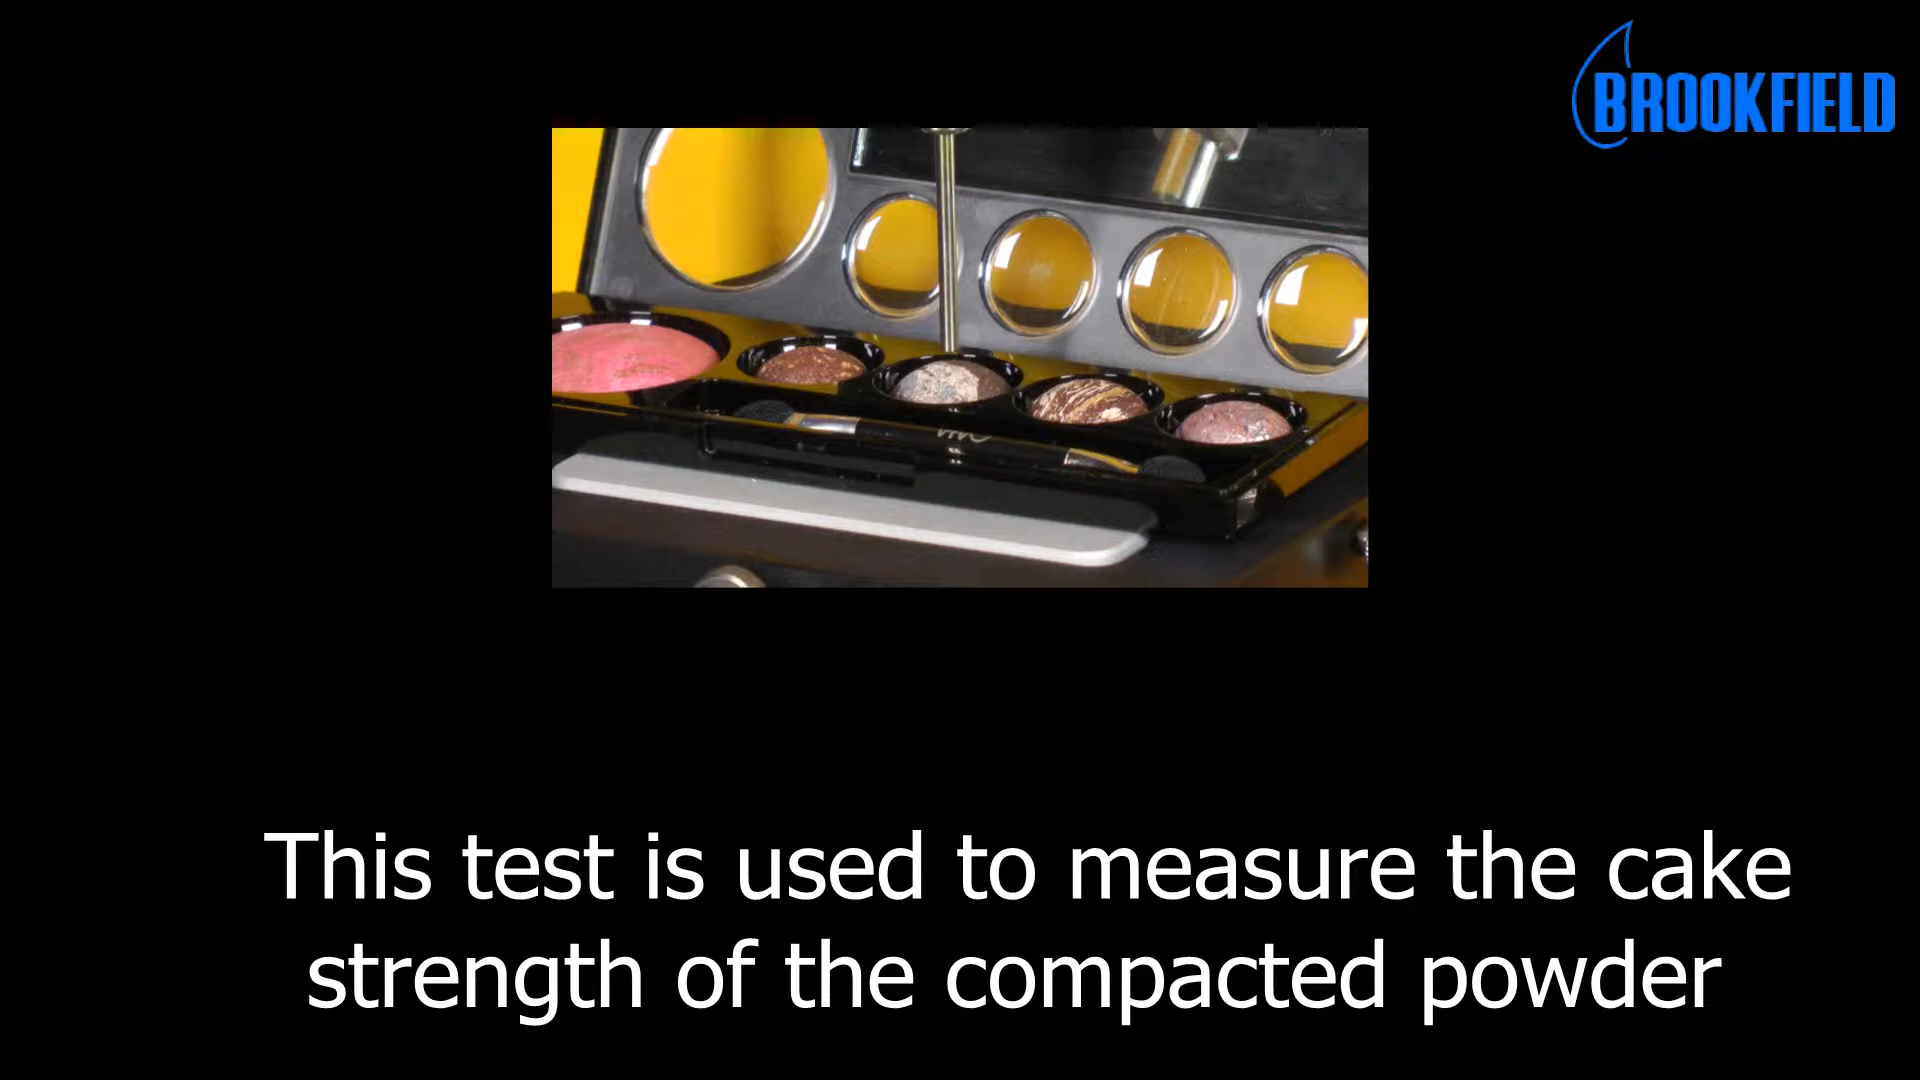 BROOKFIELD
This test is used to measure the cake
strength of the compacted powder